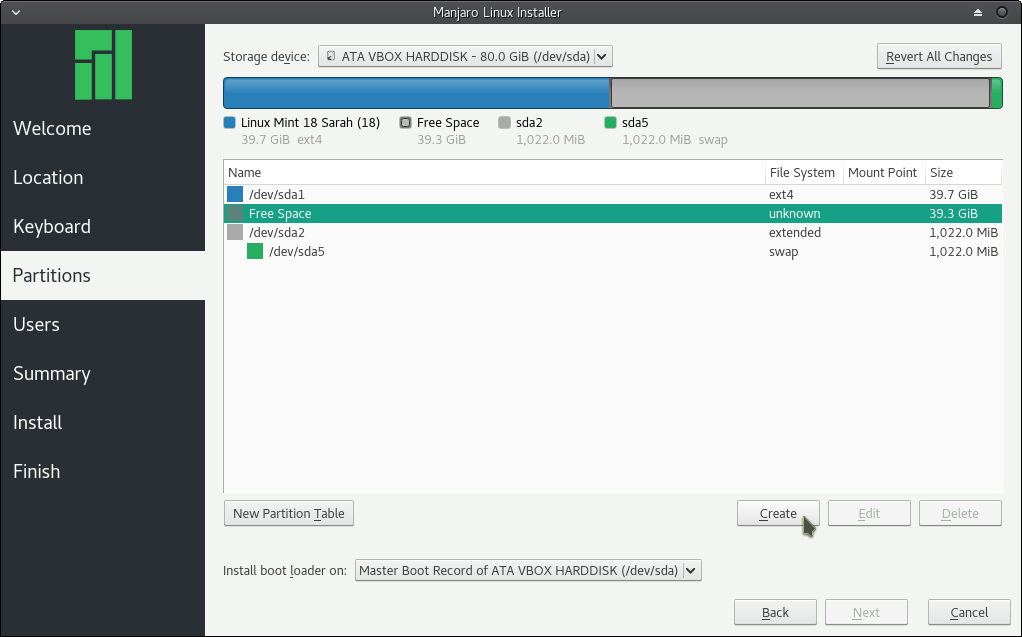 Manjaro Linux Installer
Welcome
Location
Keyboard
Partitions
Users
Summary
Install
Finish
Storage device: ATA VBOX HARDDISK - 80.0 GiB (/dev/sda) Revert All Changes
Linux Mint 18 Sarah (18) Free Space sda2 sda5
39.7 GiB ext4 39.3 GiB 1,022.0 MiB 1,022.0 MiB swap
Name File System Mount Point Size
/dev/sda1 ext4 39.7 GiB
Free Space unknown 39.3 GiB
/dev/sda2 extended 1,022.0 MiB
/dev/sda5 swap 1,022.0 MiB
New Partition Table Create Edit Delete
Install boot loader on: Master Boot Record of ATA VBOX HARDDISK (/dev/sda)
Back Next Cancel